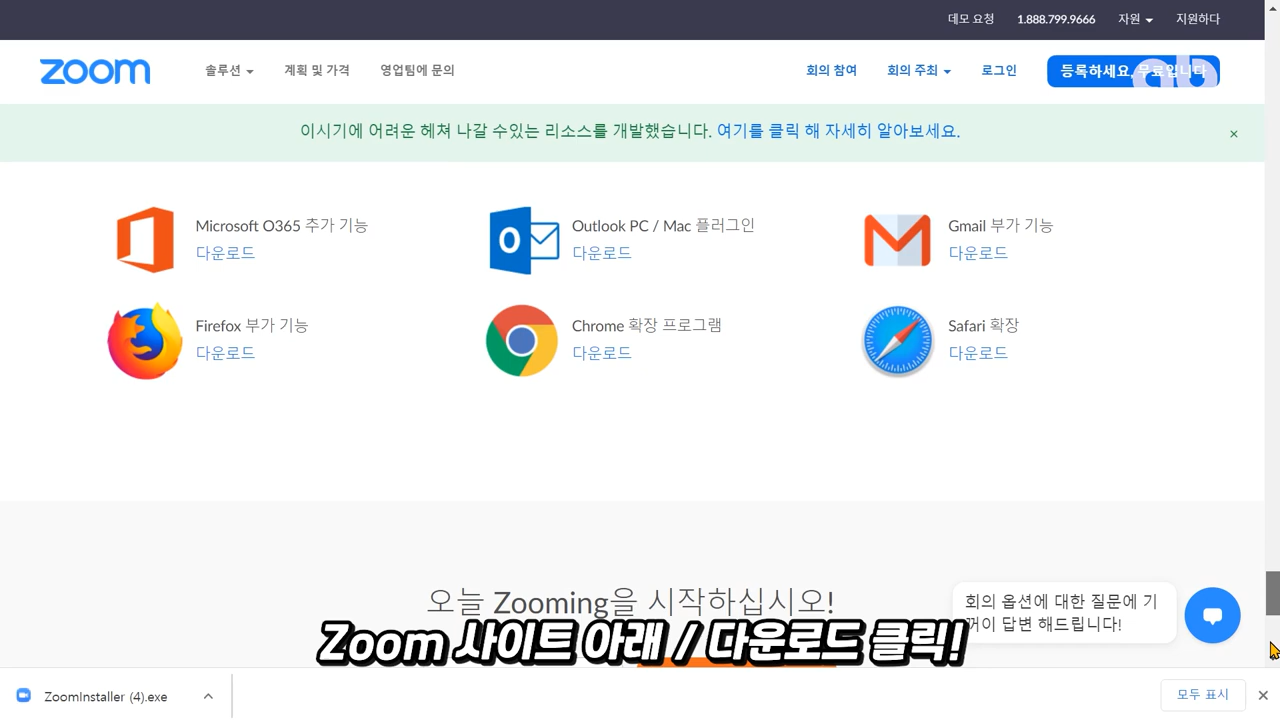 데모 요청 1.888.799.9666 자원 지원하다
zoom 솔루션 계획 및 가격 영업팀에 문의 회의 참여 회의 주최 로그인 등록하세요, 무료입니다
ab
이시기에 어려운 헤쳐 나갈 수있는 리소스를 개발했습니다. 여기를 클릭 해 자세히 알아보세요. ×
Microsoft O365 추가 기능 Outlook PC / Mac 플러그인 Gmail 부가 기능
다운로드 다운로드 다운로드
Firefox 부가 기능 Chrome 확장 프로그램 Safari 확장
다운로드 다운로드 다운로드
오늘 Zooming을 시작하십시오!
회의 옵션에 대한 질문에 기
꺼이 답변 해드립니다!
Zoom 사이트 아래 / 다운로드 클릭!
ZoomInstaller (4).exe 모두 표시